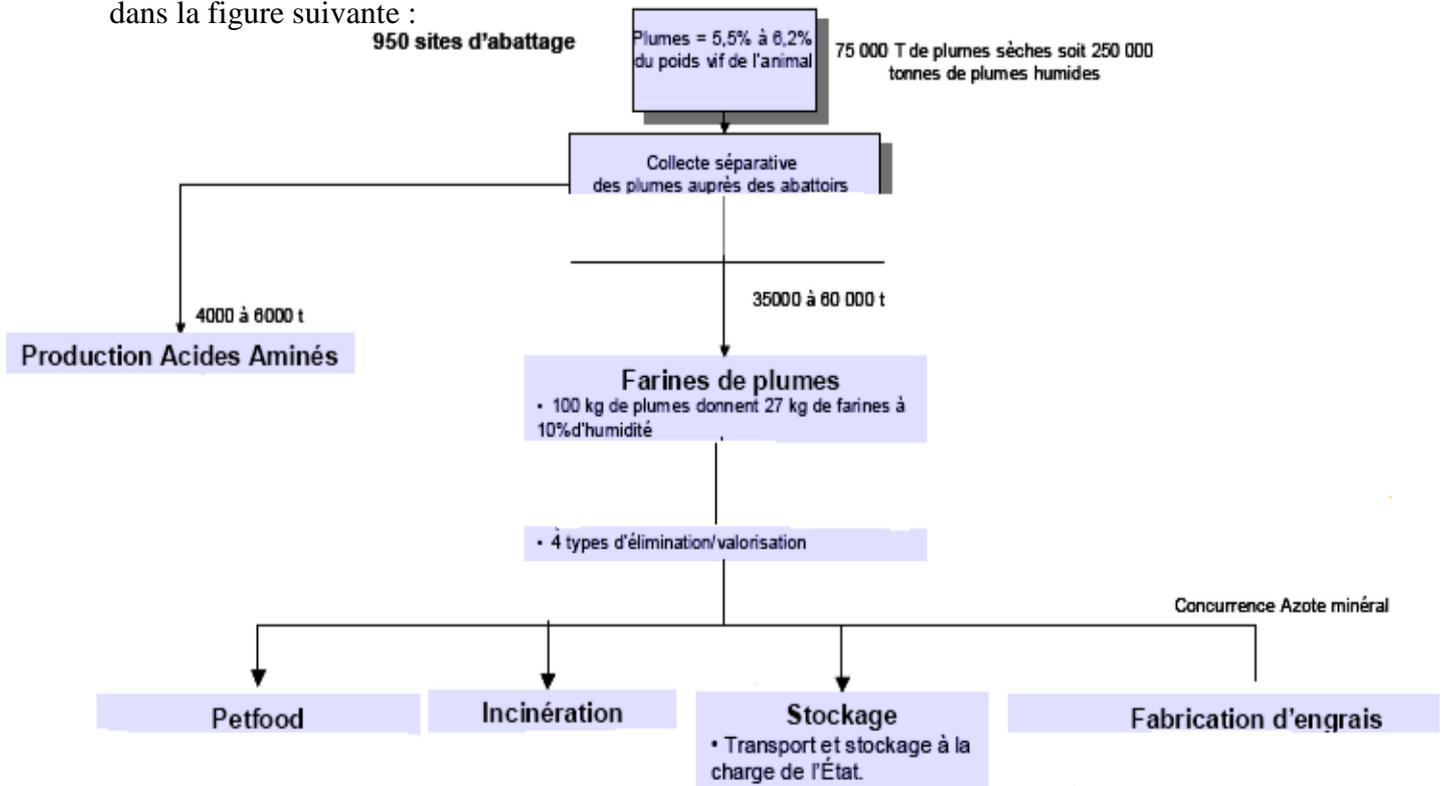 dans la figure suivante :
950 sites d'abattage
Plumes = 5,5% à 6,2%
du poids vif de l'animal
75 000 T de plumes sèches soit 250 000
tonnes de plumes humides
Collecte séparative
des plumes auprès des abattoirs
4000 à 6000 t
35000 à 60 000 t
Production Acides Aminés
Farines de plumes
• 100 kg de plumes donnent 27 kg de farines à
10%d'humidité
• 4 types d'élimination/valorisation
Concurrence Azote minéral
Petfood
Incinération
Stockage
• Transport et stockage à la
charge de l'État.
Fabrication d'engrais